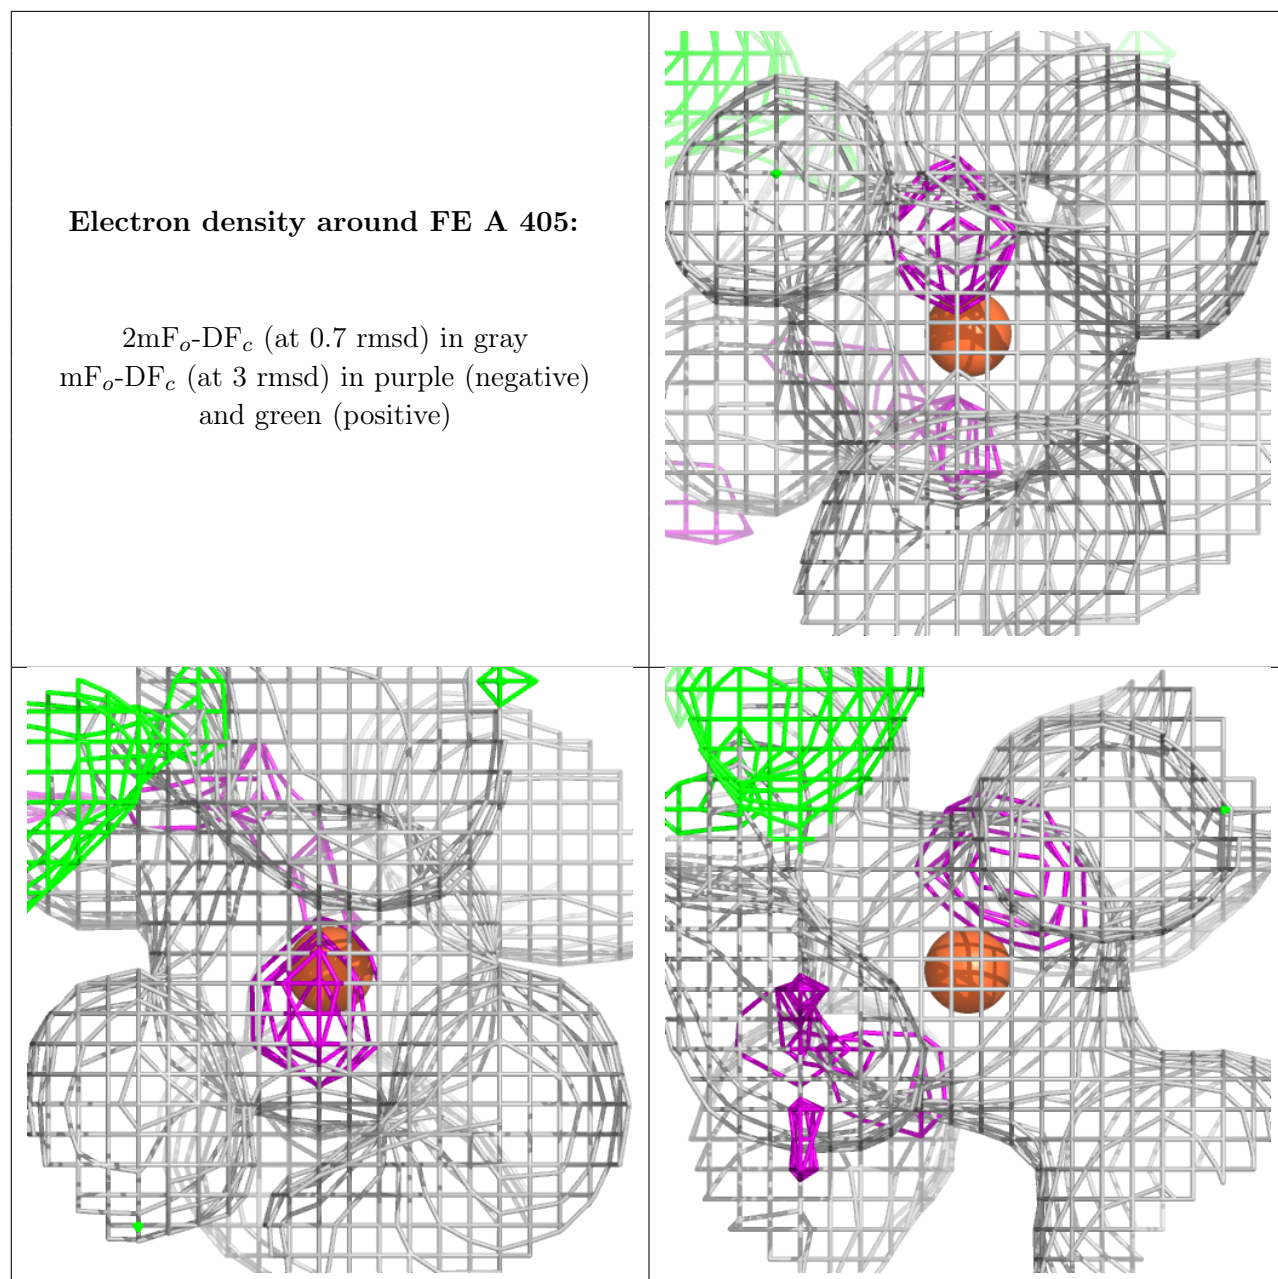 Electron density around FE A 405:
2mFo-DFc (at 0.7 rmsd) in gray
mFo-DFc (at 3 rmsd) in purple (negative)
and green (positive)